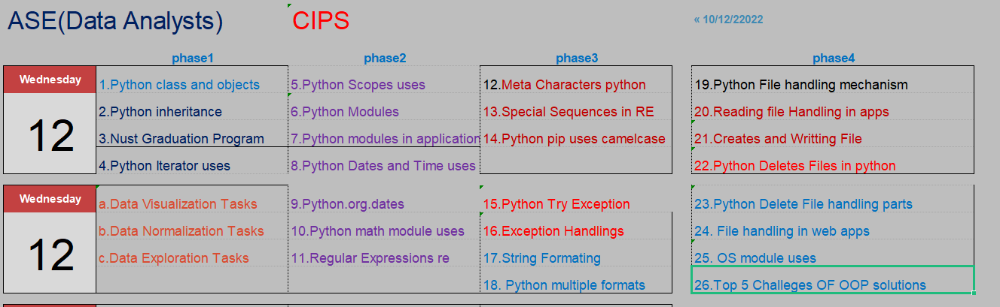 ASE(Data Analysts) CIPS « 10/12/22022
phase1 phase2 phase3 phase4
Wednesday
12
1.Python class and objects
2.Python inheritance
3.Nust Graduation Program
4.Python Iterator uses
5.Python Scopes uses
6.Python Modules
7.Python modules in application
8.Python Dates and Time uses
12.Meta Characters python
13.Special Sequences in RE
14.Python pip uses camelcase
19.Python File handling mechanism
20.Reading file Handling in apps
21.Creates and Writting File
22.Python Deletes Files in python
Wednesday
12
a.Data Visualization Tasks
b.Data Normalization Tasks
c.Data Exploration Tasks
9.Python.org.dates
10.Python math module uses
11.Regular Expressions re
15.Python Try Exception
16.Exception Handlings
17.String Formating
18. Python multiple formats
23.Python Delete File handling parts
24. File handling in web apps
25. OS module uses
26.Top 5 Challeges OF OOP solutions